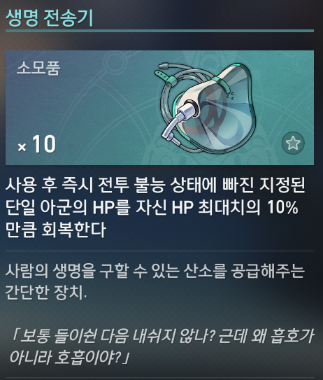 생명 전송기
소모품
× 10
사용 후 즉시 전투 불능 상태에 빠진 지정된
단일 아군의 HP를 자신 HP 최대치의 10%
만큼 회복한다
사람의 생명을 구할 수 있는 산소를 공급해주는
간단한 장치.
「보통 들이쉰 다음 내쉬지 않나? 근데 왜 흡호가
아니라 호흡이야?」